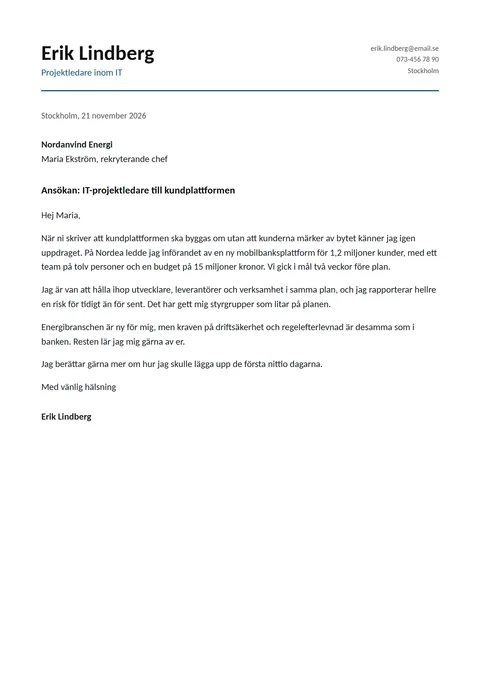 Erik Lindberg
Projektledare inom IT
erik.lindberg@email.se
073-456 78 90
Stockholm
Stockholm, 21 november 2026
Nordanvind Energi
Maria Ekström, rekryterande chef
Ansökan: IT-projektledare till kundplattformen
Hej Maria,
När ni skriver att kundplattformen ska byggas om utan att kunderna märker av bytet känner jag igen
uppdraget. På Nordea ledde jag införandet av en ny mobilbanksplattform för 1,2 miljoner kunder, med ett
team på tolv personer och en budget på 15 miljoner kronor. Vi gick i mål två veckor före plan.
Jag är van att hålla ihop utvecklare, leverantörer och verksamhet i samma plan, och jag rapporterar hellre
en risk för tidigt än för sent. Det har gett mig styrgrupper som litar på planen.
Energibranschen är ny för mig, men kraven på driftsäkerhet och regelefterlevnad är desamma som i
banken. Resten lär jag mig gärna av er.
Jag berättar gärna mer om hur jag skulle lägga upp de första nittio dagarna.
Med vänlig hälsning
Erik Lindberg